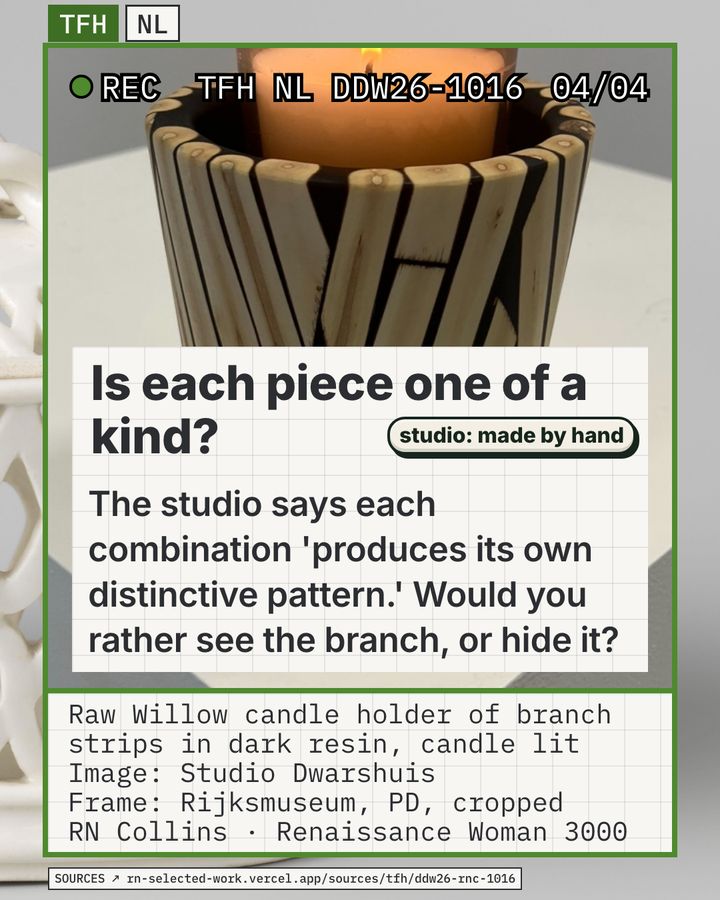 TFH NL
REC TFH NL DDW26-1016 04/04
Is each piece one of a
kind?
studio: made by hand
The studio says each
combination 'produces its own
distinctive pattern.' Would you
rather see the branch, or hide it?
Raw Willow candle holder of branch
strips in dark resin, candle lit
Image: Studio Dwarshuis
Frame: Rijksmuseum, PD, cropped
RN Collins · Renaissance Woman 3000
SOURCES ↗ rn-selected-work.vercel.app/sources/tfh/ddw26-rnc-1016